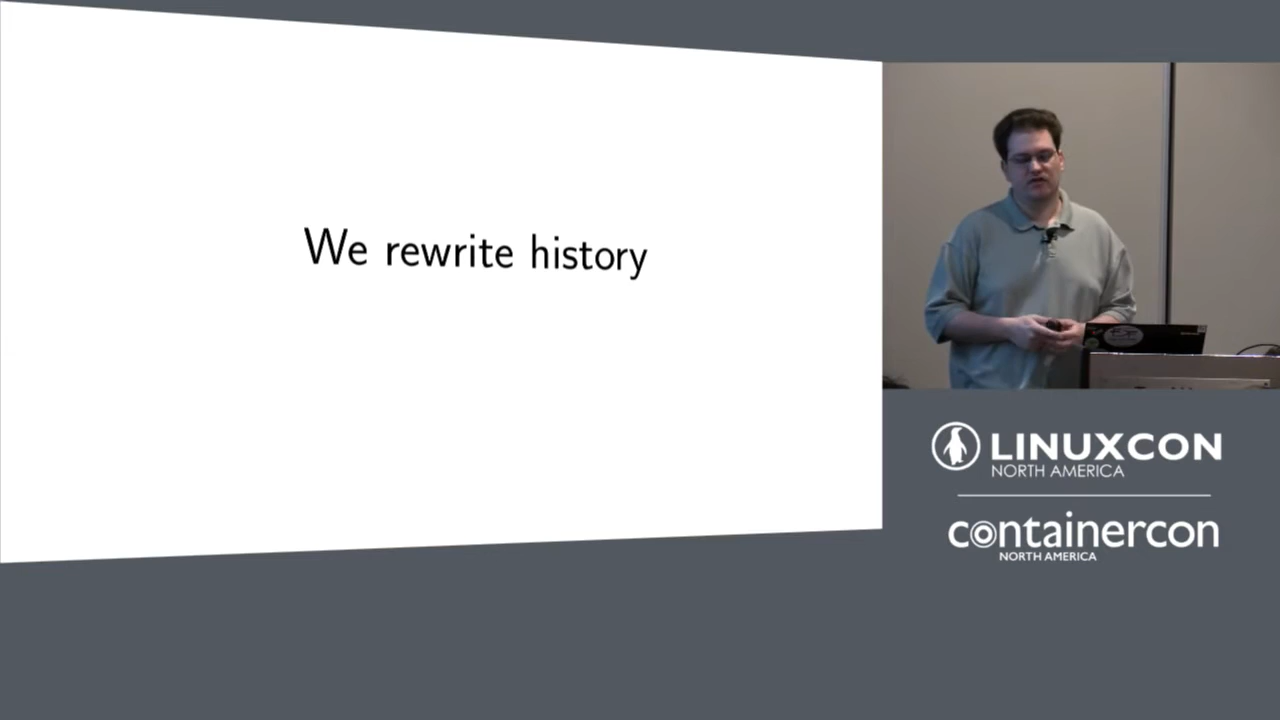 We rewrite history
LINUXCON
NORTH AMERICA
containercon
NORTH AMERICA